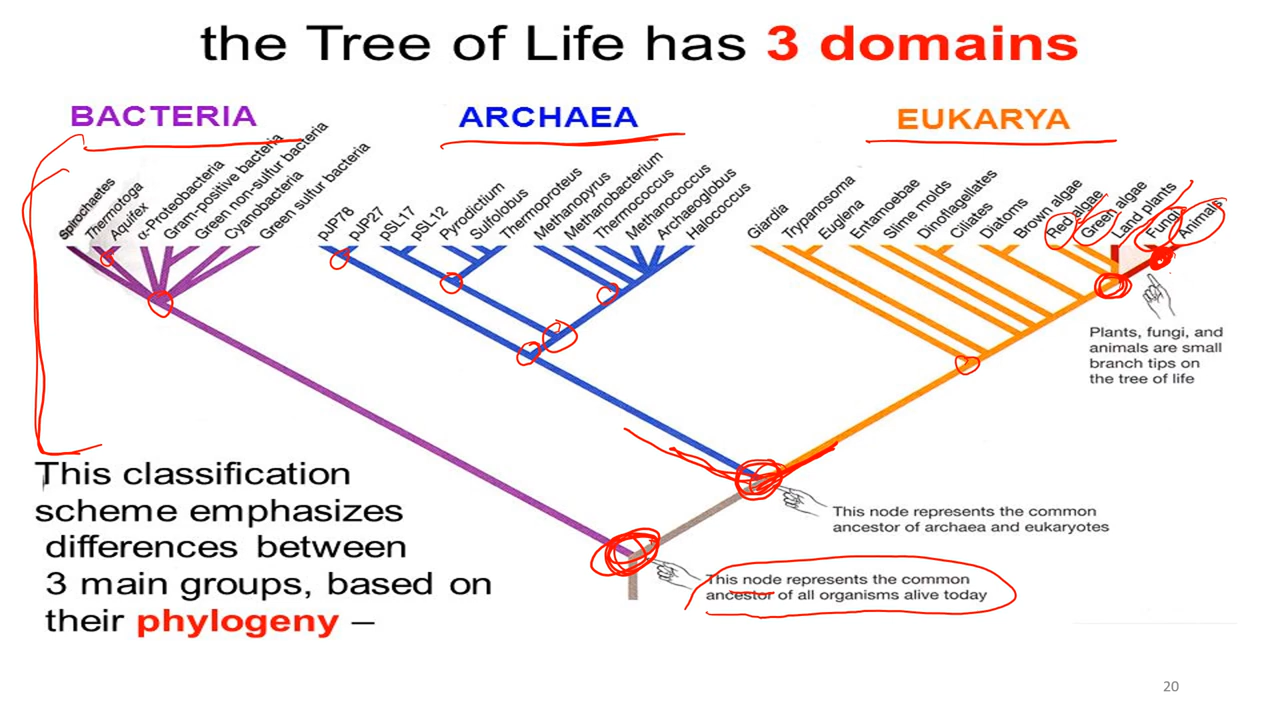 the Tree of Life has 3 domains
BACTERIA
ARCHAEA
EUKARYA
Spirochaetes
Thermotoga
Aquifex
α-Proteobacteria
Gram-positive bacteria
Green non-sulfur bacteria
Cyanobacteria
Green sulfur bacteria
pJP78
pJP27
pSL17
pSL12
Pyrodictium
Sulfolobus
Thermoproteus
Methanopyrus
Methanobacterium
Thermococcus
Methanococcus
Archaeoglobus
Halococcus
Giardia
Trypanosoma
Euglena
Entamoebae
Slime molds
Dinoflagellates
Ciliates
Diatoms
Brown algae
Red algae
Green algae
Land plants
Fungi
Animals
Plants, fungi, and
animals are small
branch tips on
the tree of life
This classification
scheme emphasizes
differences between
3 main groups, based on
their phylogeny –
This node represents the common
ancestor of archaea and eukaryotes
This node represents the common
ancestor of all organisms alive today
20